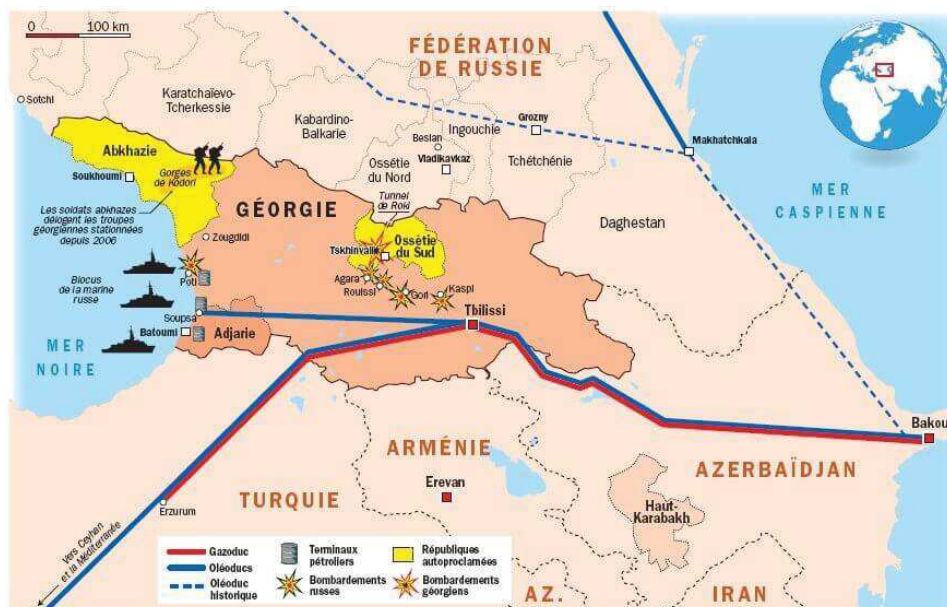 0 100 km
FÉDÉRATION
DE RUSSIE
Sotchi
Karatchaïevo-
Tcherkessie
Kabardino-
Balkarie
Beslan
Ingouchie
Grozny
Vladikavkaz
Ossétie
du Nord
Tchétchénie
Makhatchkala
Abkhazie
Gorges
de Kodori
Soukhoumi
Les soldats abkhazes
délogent les troupes
géorgiennes stationnées
depuis 2006
GÉORGIE
Tunnel
de Roki
Daghestan
MER
CASPIENNE
Zougdidi
Tskhinvali
Ossétie
du Sud
Agara
Rouissi
Gori
Kaspi
Poti
Blocus
de la marine
russe
Soupsa
Tbilissi
Batoumi
Adjarie
MER
NOIRE
Bakou
ARMÉNIE
AZERBAÏDJAN
Erevan
TURQUIE
Haut-
Karabakh
Erzurum
Vers Ceyhan
et la Méditerranée
Gazoduc
Oléoducs
Oléoduc
historique
Terminaux
pétroliers
Bombardements
russes
Républiques
autoproclamées
Bombardements
géorgiens
AZ.
IRAN